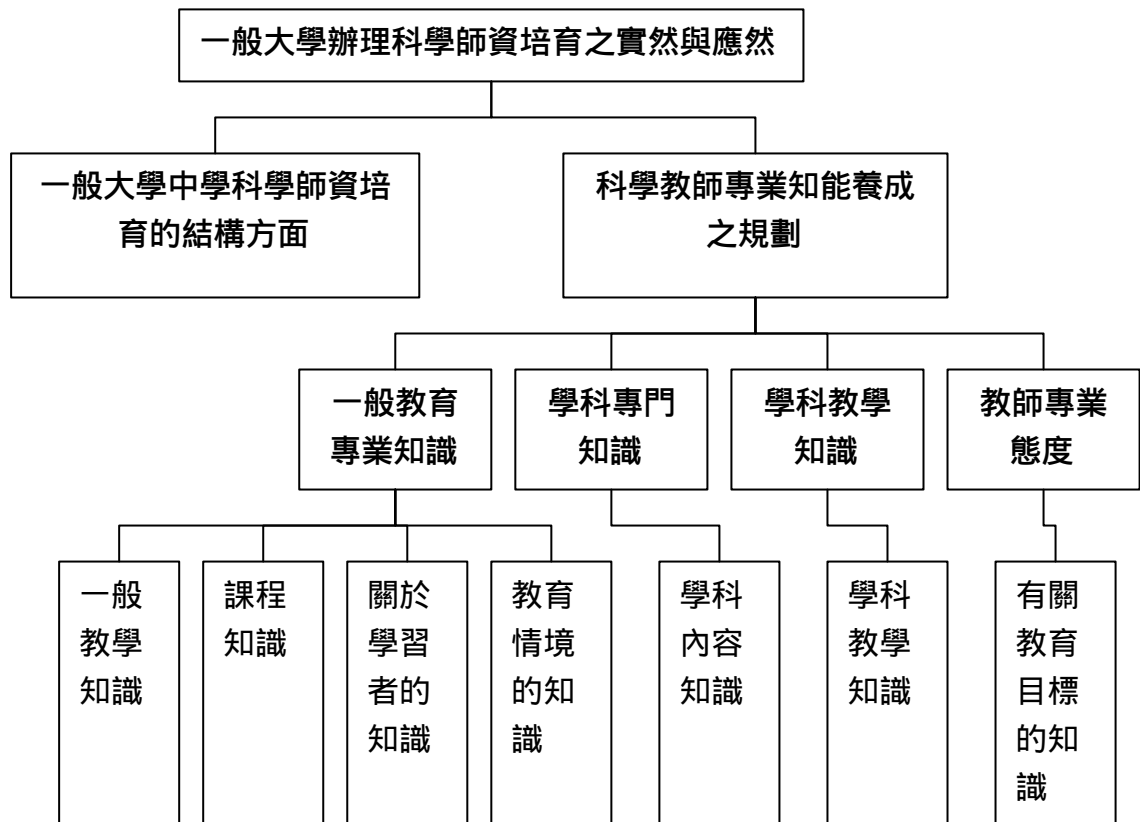 一般大學辦理科學師資培育之實然與應然
一般大學中學科學師資培
育的結構方面
科學教師專業知能養成
之規劃
一般教育
專業知識
學科專門
知識
學科教學
知識
教師專業
態度
一般
教學
知識
課程
知識
關於
學習
者的
知識
教育
情境
的知
識
學科
內容
知識
學科
教學
知識
有關
教育
目標
的知
識